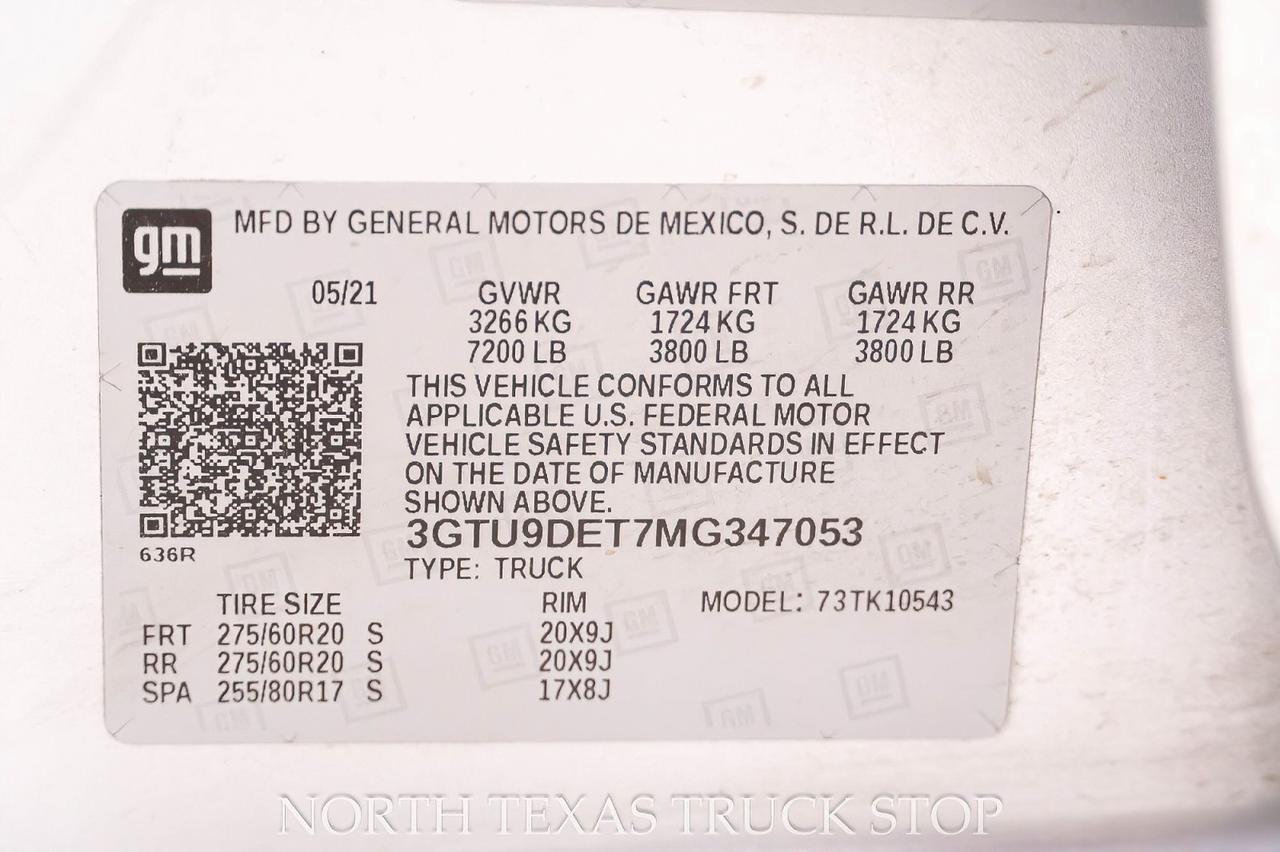 gm
MFD BY GENERAL MOTORS DE MEXICO, S. DE R.L. DE C.V.
05/21 GVWR GAWR FRT GAWR RR
3266 KG 1724 KG 1724 KG
7200 LB 3800 LB 3800 LB
THIS VEHICLE CONFORMS TO ALL
APPLICABLE U.S. FEDERAL MOTOR
VEHICLE SAFETY STANDARDS IN EFFECT
ON THE DATE OF MANUFACTURE
SHOWN ABOVE.
3GTU9DET7MG347053
636R
TYPE: TRUCK
TIRE SIZE RIM MODEL: 73TK10543
FRT 275/60R20 S 20X9J
RR 275/60R20 S 20X9J
SPA 255/80R17 S 17X8J
NORTH TEXAS TRUCK STOP